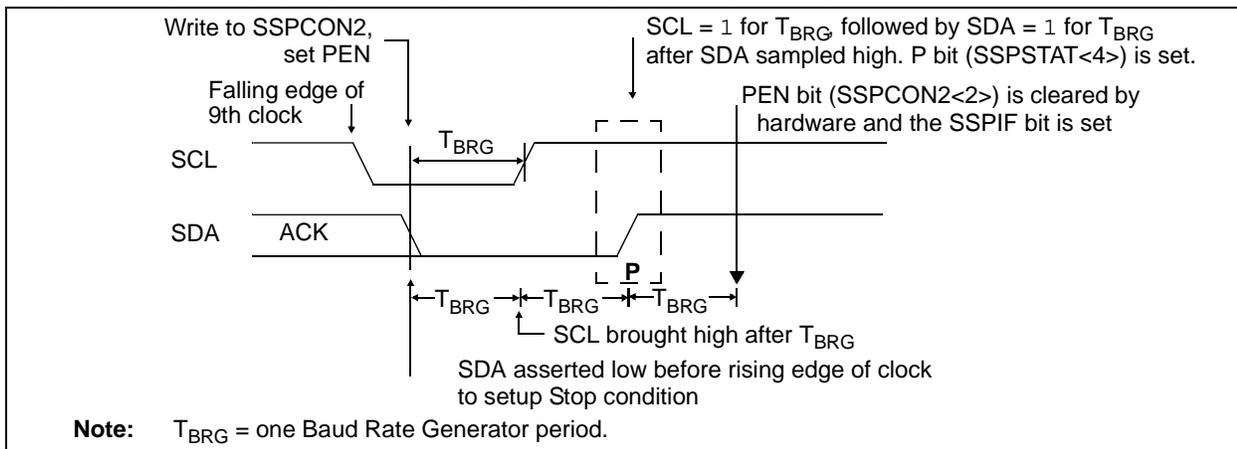 Write to SSPCON2,
set PEN
SCL = 1 for TBRG, followed by SDA = 1 for TBRG
after SDA sampled high. P bit (SSPSTAT<4>) is set.
Falling edge of
9th clock
PEN bit (SSPCON2<2>) is cleared by
hardware and the SSPIF bit is set
TBRG
SCL
SDA
ACK
P
TBRG TBRG TBRG
SCL brought high after TBRG
SDA asserted low before rising edge of clock
to setup Stop condition
Note: TBRG = one Baud Rate Generator period.